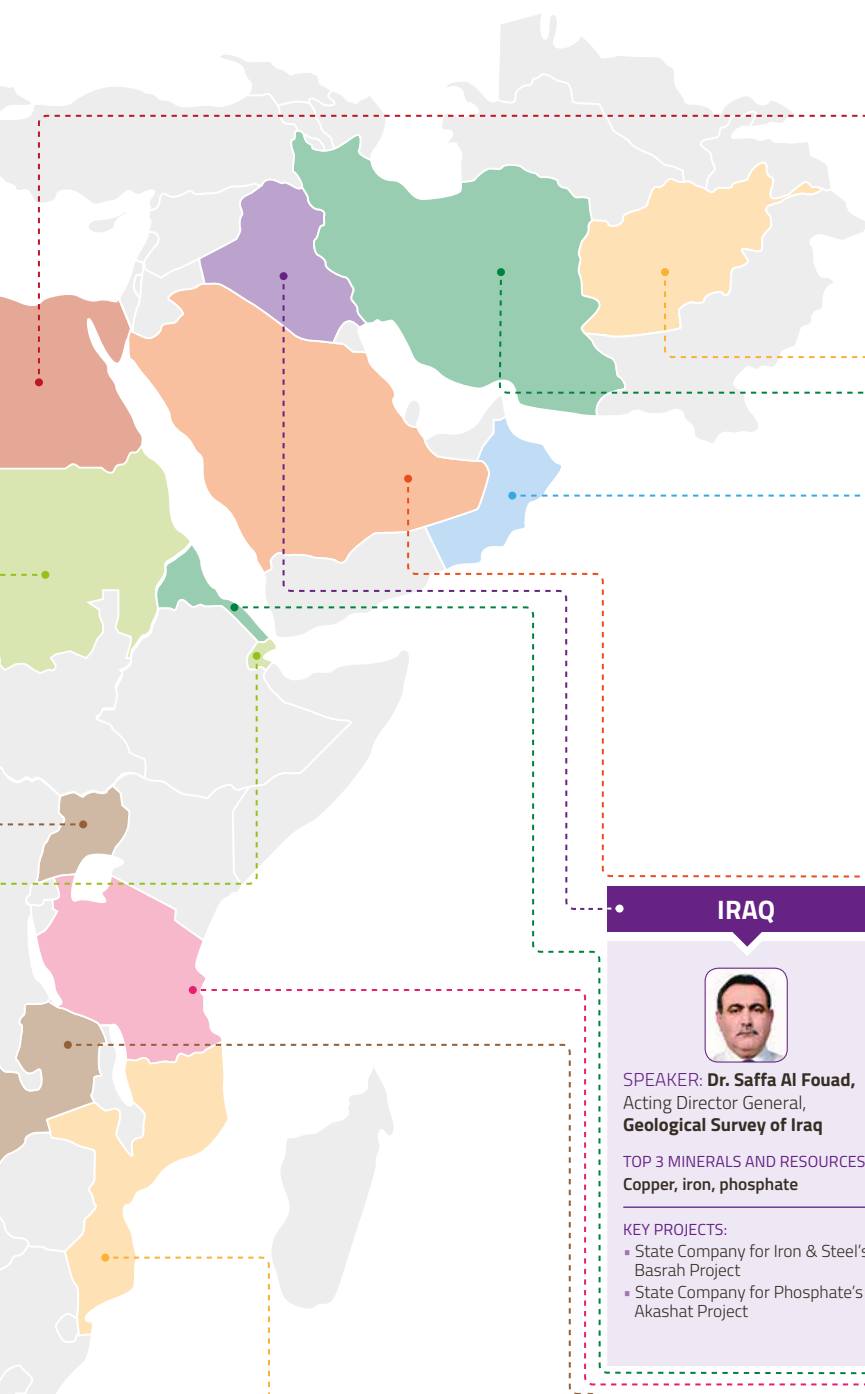 IRAQ
SPEAKER: Dr. Saffa Al Fouad,
Acting Director General,
Geological Survey of Iraq
TOP 3 MINERALS AND RESOURCES
Copper, iron, phosphate
KEY PROJECTS:
▪ State Company for Iron & Steel's
Basrah Project
▪ State Company for Phosphate's
Akashat Project